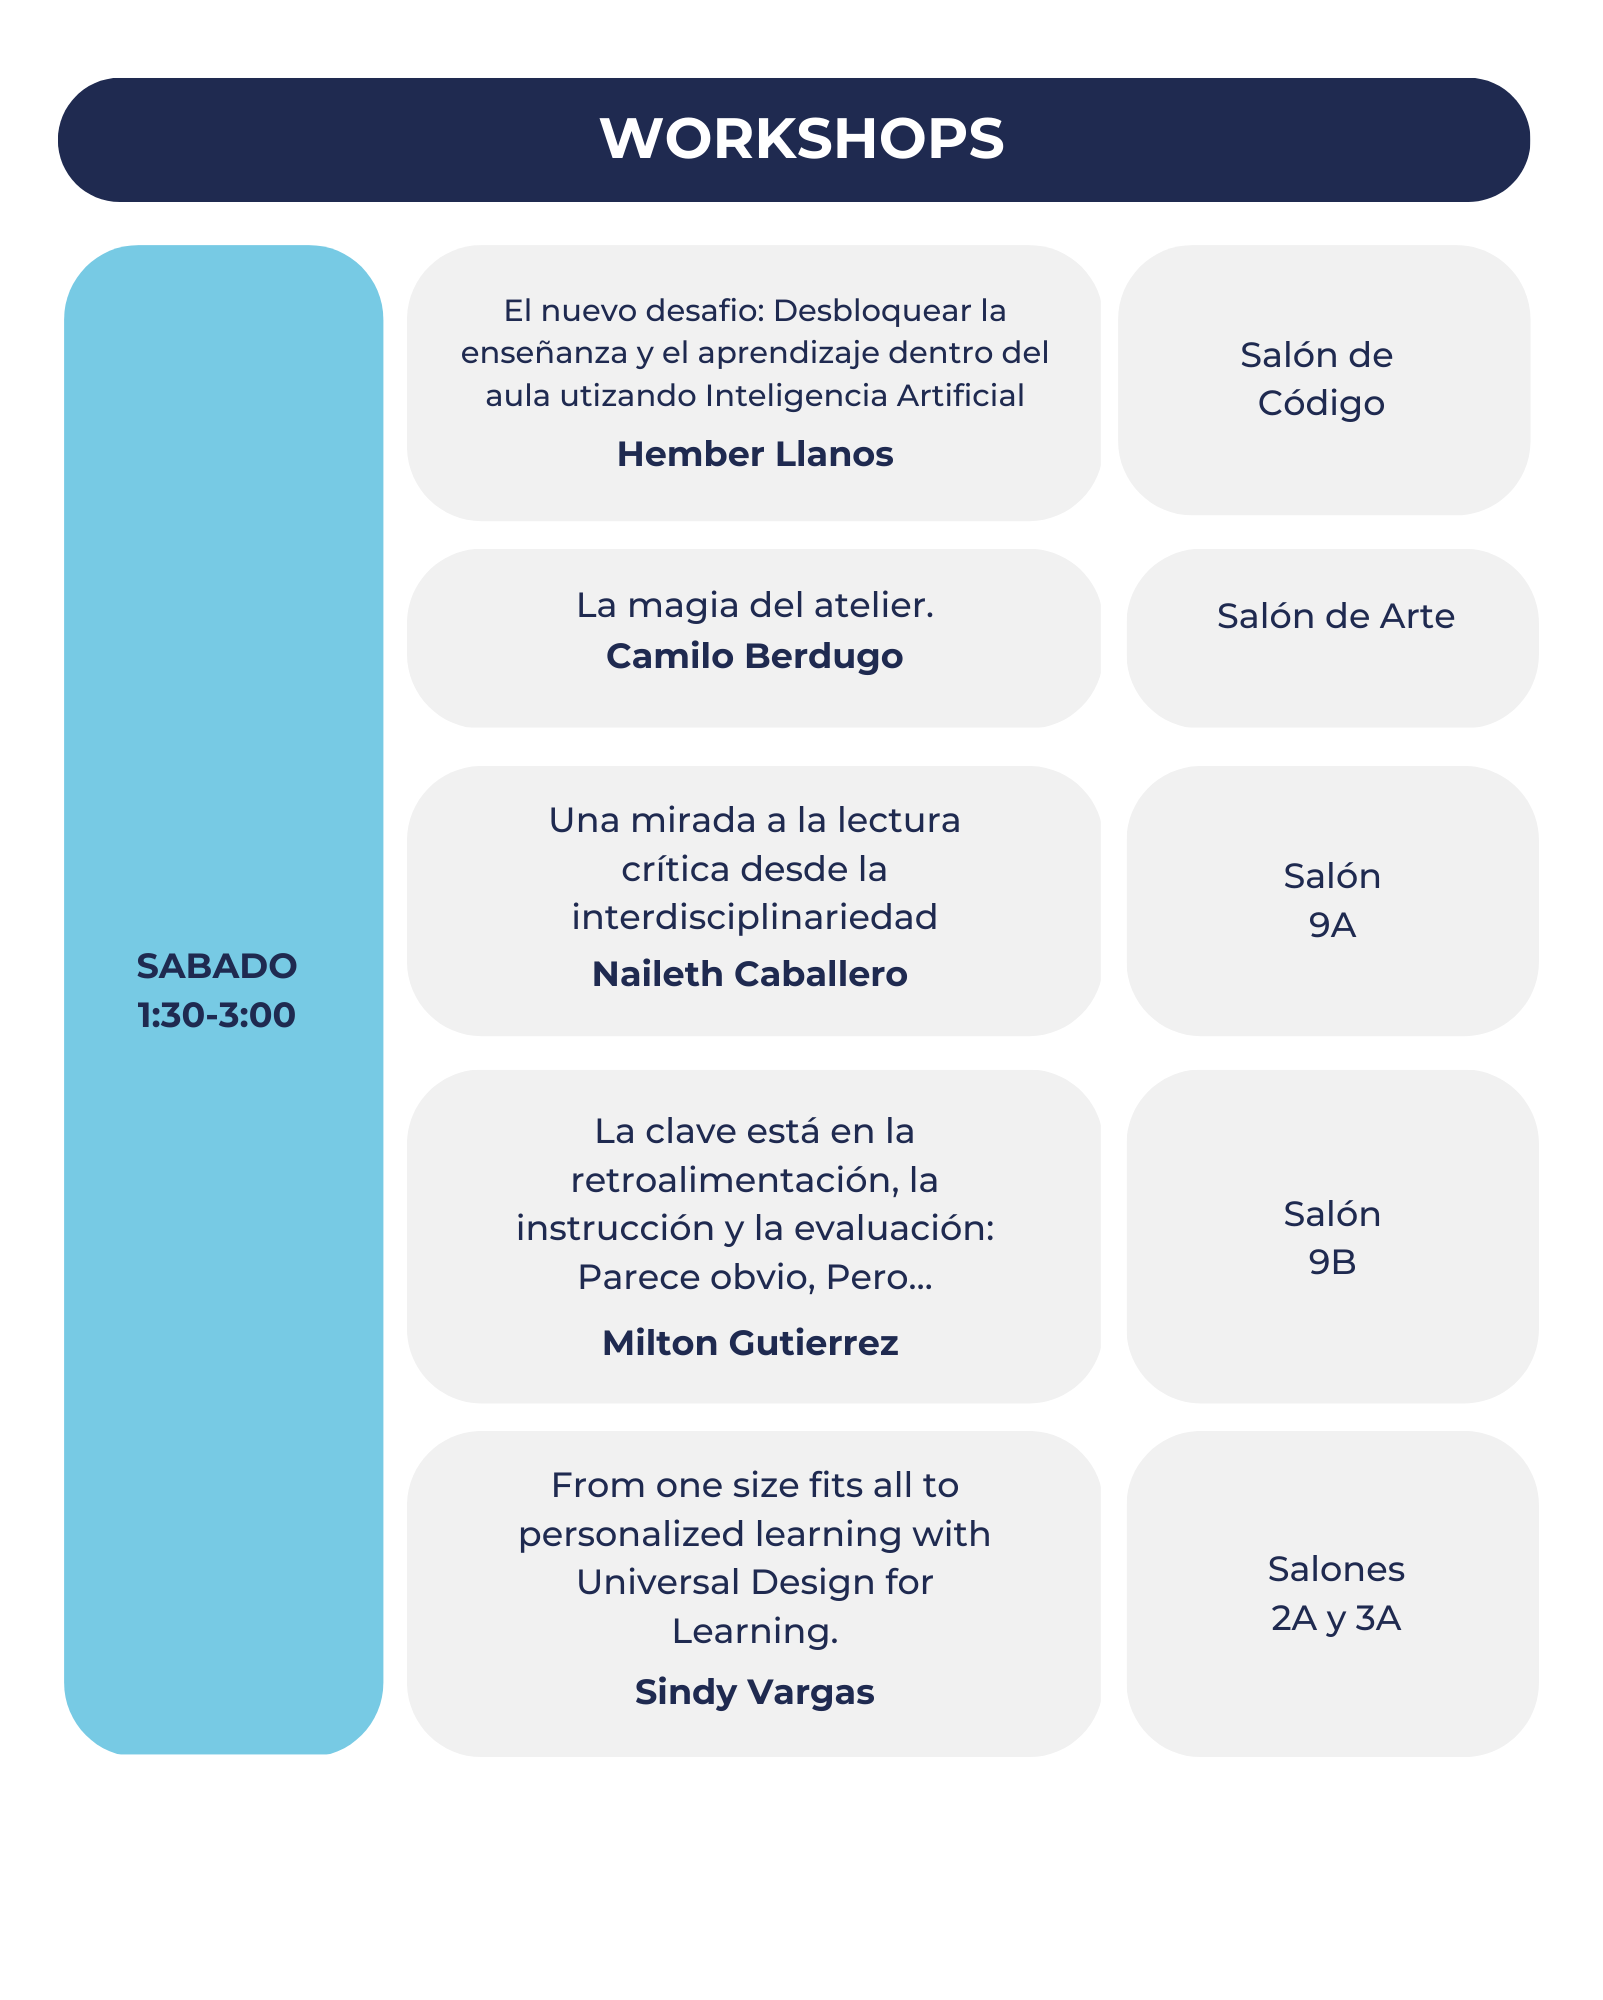 WORKSHOPS
SABADO
1:30-3:00
El nuevo desafio: Desbloquear la
enseñanza y el aprendizaje dentro del
aula utizando Inteligencia Artificial
Hember Llanos
Salón de
Código
La magia del atelier.
Camilo Berdugo
Salón de Arte
Una mirada a la lectura
crítica desde la
interdisciplinariedad
Naileth Caballero
Salón
9A
La clave está en la
retroalimentación, la
instrucción y la evaluación:
Parece obvio, Pero...
Milton Gutierrez
Salón
9B
From one size fits all to
personalized learning with
Universal Design for
Learning.
Sindy Vargas
Salones
2A y 3A